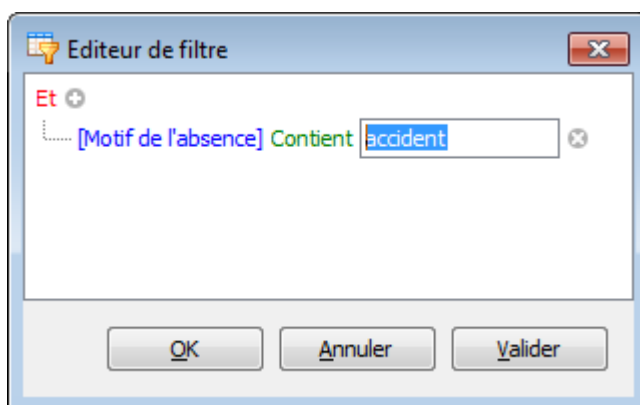 Editeur de filtre
Et
[Motif de l'absence] Contient accident
OK Annuler Valider